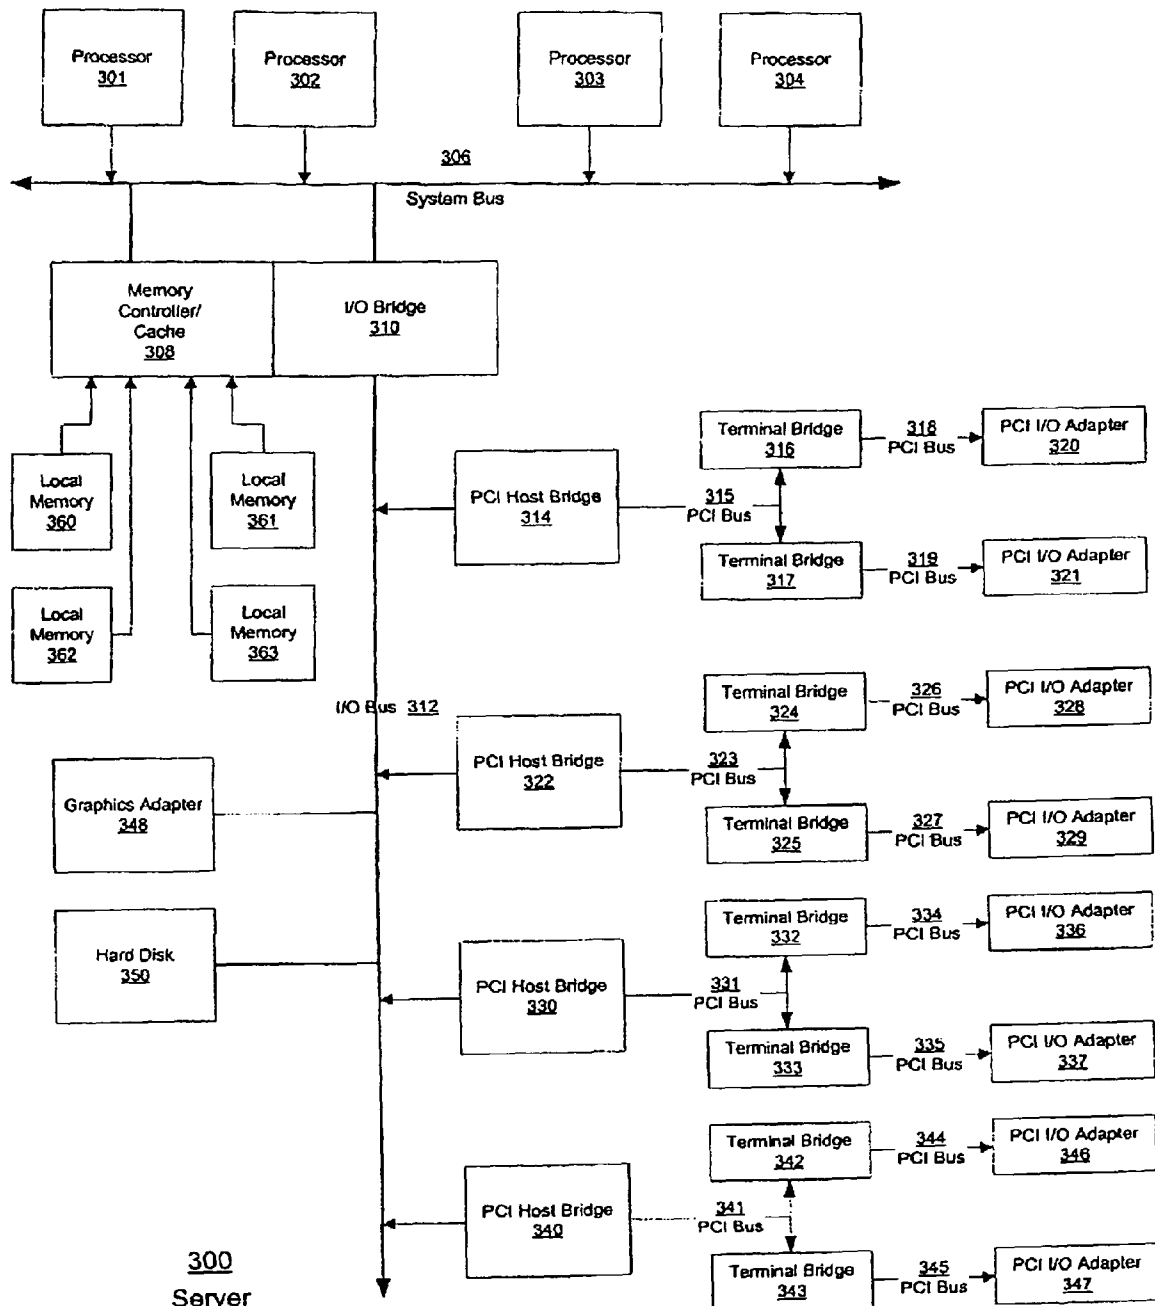 Processor
301
Processor
302
Processor
303
Processor
304
306
System Bus
Memory
Controller/
Cache
308
I/O Bridge
310
Local
Memory
360
Local
Memory
361
Local
Memory
362
Local
Memory
363
I/O Bus 312
PCI Host Bridge
314
315
PCI Bus
Terminal Bridge
316
318
PCI Bus
PCI I/O Adapter
320
Terminal Bridge
317
319
PCI Bus
PCI I/O Adapter
321
PCI Host Bridge
322
323
PCI Bus
Terminal Bridge
324
326
PCI Bus
PCI I/O Adapter
328
Terminal Bridge
325
327
PCI Bus
PCI I/O Adapter
329
Graphics Adapter
348
Hard Disk
350
PCI Host Bridge
330
331
PCI Bus
Terminal Bridge
332
334
PCI Bus
PCI I/O Adapter
336
Terminal Bridge
333
335
PCI Bus
PCI I/O Adapter
337
PCI Host Bridge
340
341
PCI Bus
Terminal Bridge
342
344
PCI Bus
PCI I/O Adapter
346
Terminal Bridge
343
345
PCI Bus
PCI I/O Adapter
347
300
Server